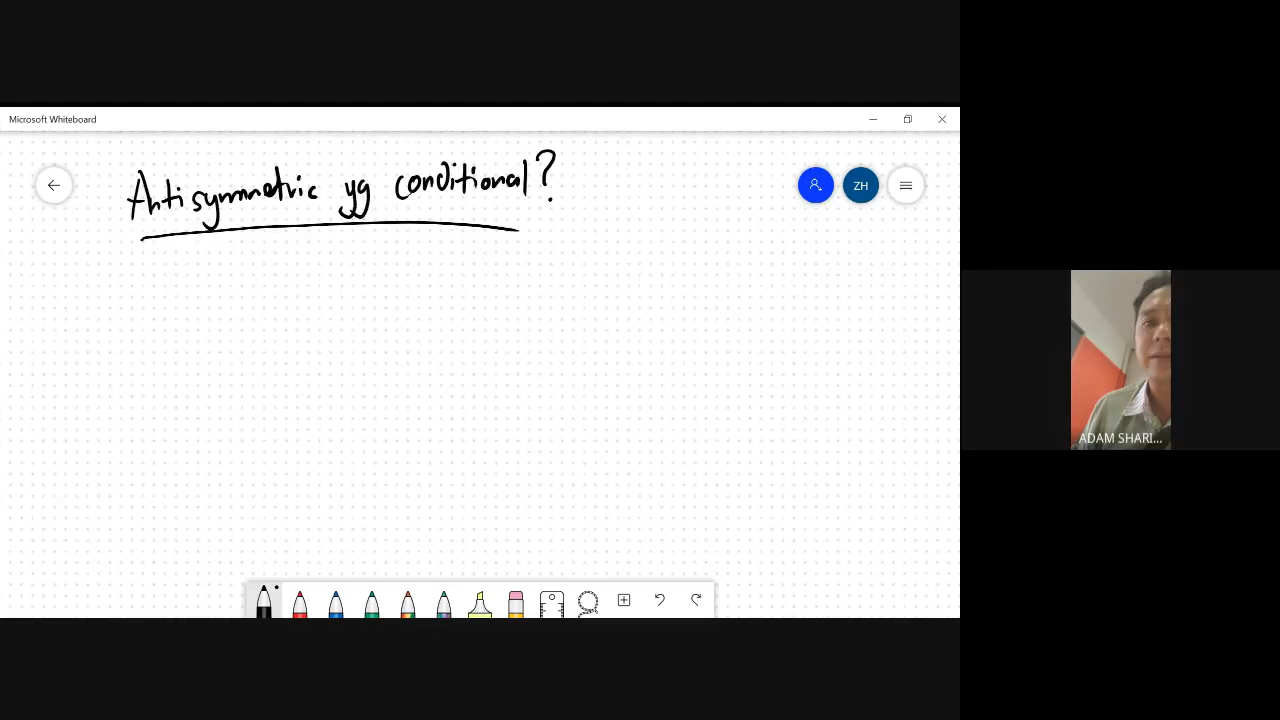 Microsoft Whiteboard
Antisymmetric yg conditional?
ZH
ADAM SHARI...